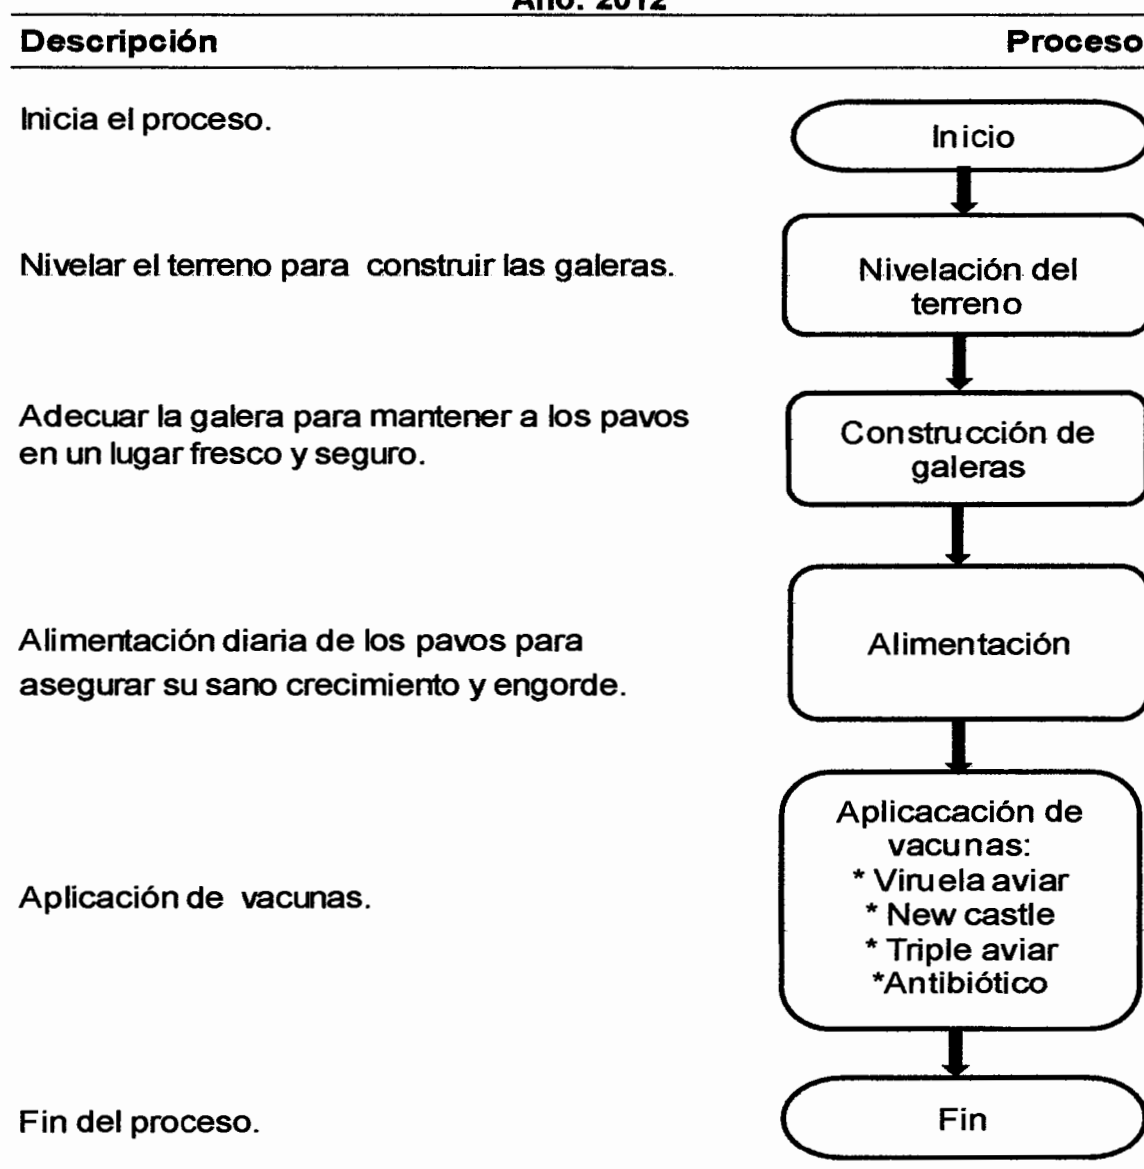 Año: 2012
Descripción Proceso
Inicia el proceso.
Inicio
Nivelar el terreno para construir las galeras.
Nivelación del
terreno
Adecuar la galera para mantener a los pavos
en un lugar fresco y seguro.
Construcción de
galeras
Alimentación diaria de los pavos para
asegurar su sano crecimiento y engorde.
Alimentación
Aplicación de vacunas.
Aplicacación de
vacunas:
* Viruela aviar
* New castle
* Triple aviar
*Antibiótico
Fin del proceso.
Fin